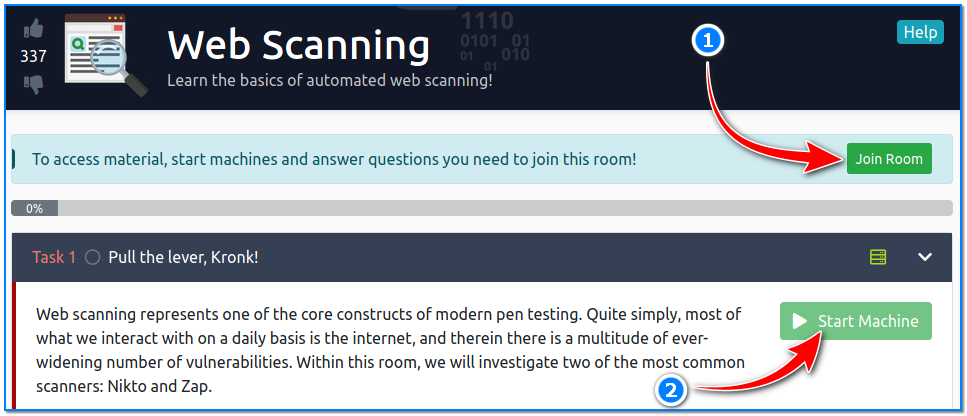 1110
0101 01
01 010
01
337
Web Scanning
Learn the basics of automated web scanning!
Help
1
To access material, start machines and answer questions you need to join this room!
Join Room
0%
Task 1 Pull the lever, Kronk!
Web scanning represents one of the core constructs of modern pen testing. Quite simply, most of
what we interact with on a daily basis is the internet, and therein there is a multitude of ever-
widening number of vulnerabilities. Within this room, we will investigate two of the most common
scanners: Nikto and Zap.
Start Machine
2